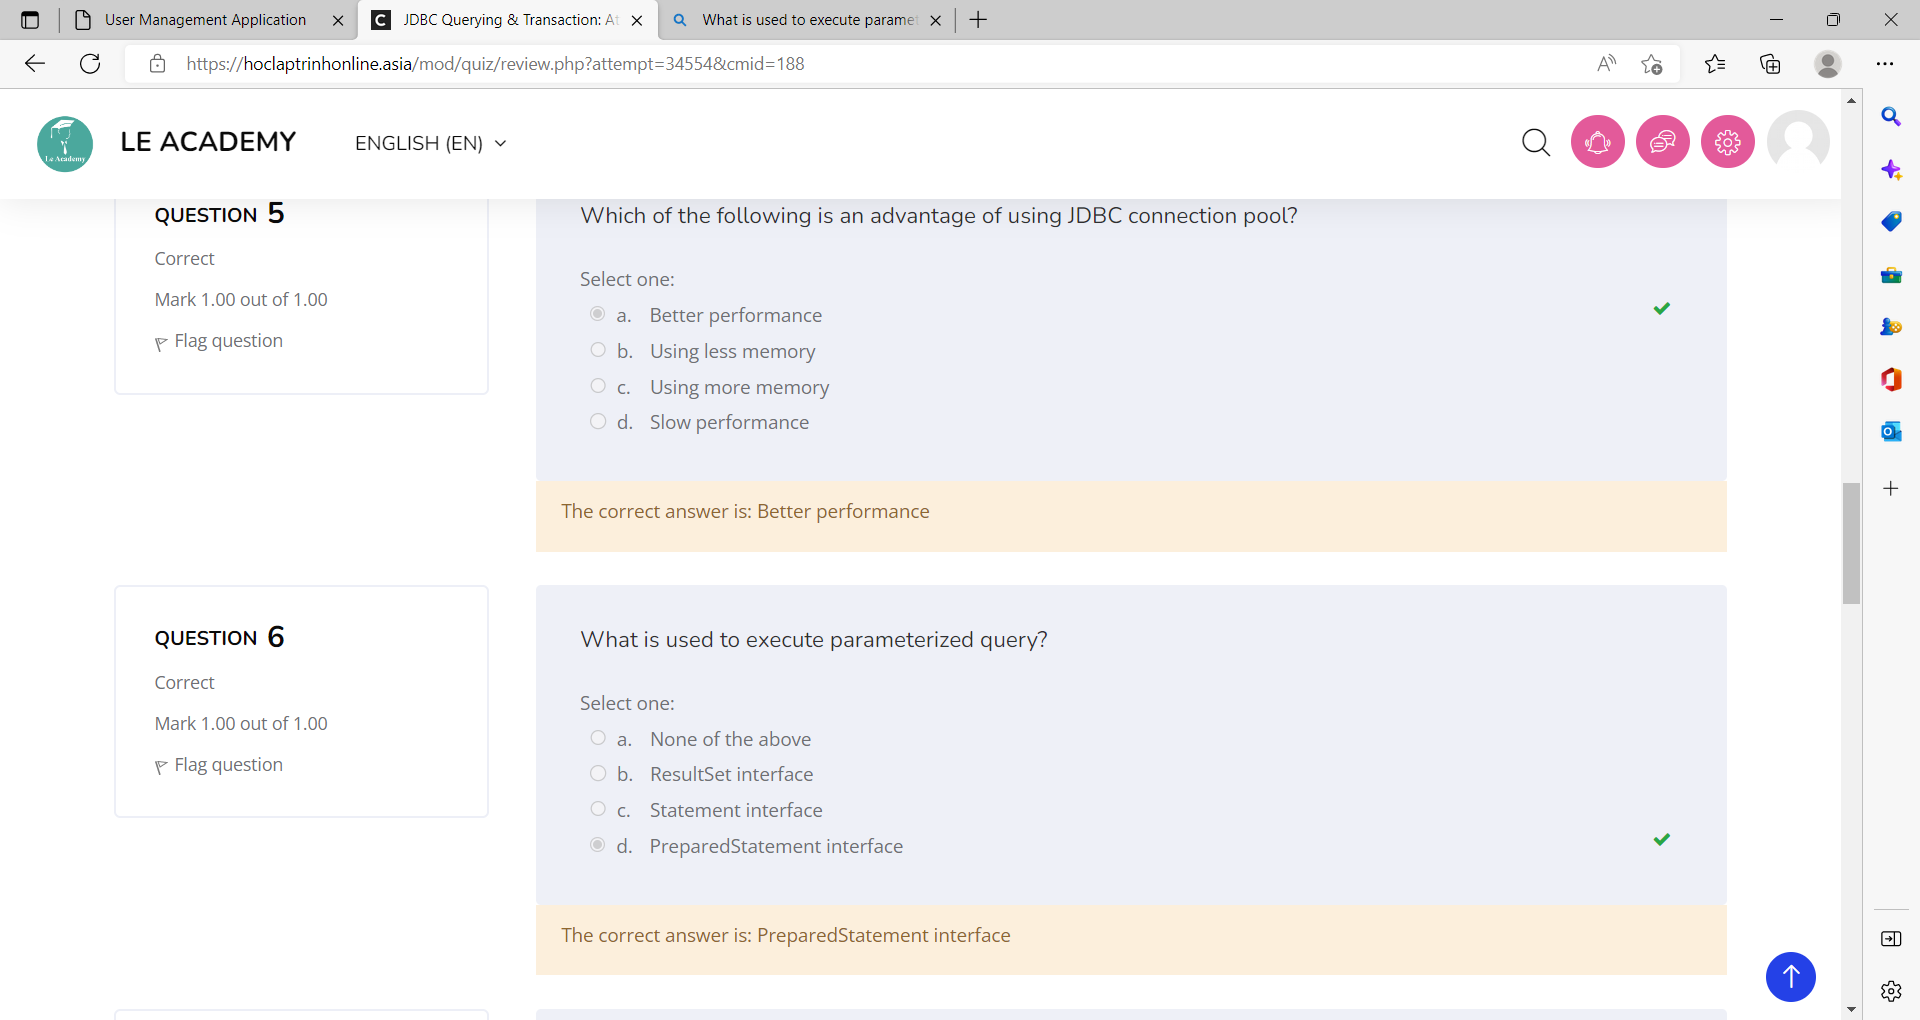 User Management Application
JDBC Querying & Transaction: At
What is used to execute paramet
https://hoclaptrinhonline.asia/mod/quiz/review.php?attempt=34554&cmid=188
Le Academy
LE ACADEMY
ENGLISH (EN)
QUESTION 5
Correct
Mark 1.00 out of 1.00
Flag question
Which of the following is an advantage of using JDBC connection pool?
Select one:
a. Better performance
b. Using less memory
c. Using more memory
d. Slow performance
The correct answer is: Better performance
QUESTION 6
Correct
Mark 1.00 out of 1.00
Flag question
What is used to execute parameterized query?
Select one:
a. None of the above
b. ResultSet interface
c. Statement interface
d. PreparedStatement interface
The correct answer is: PreparedStatement interface